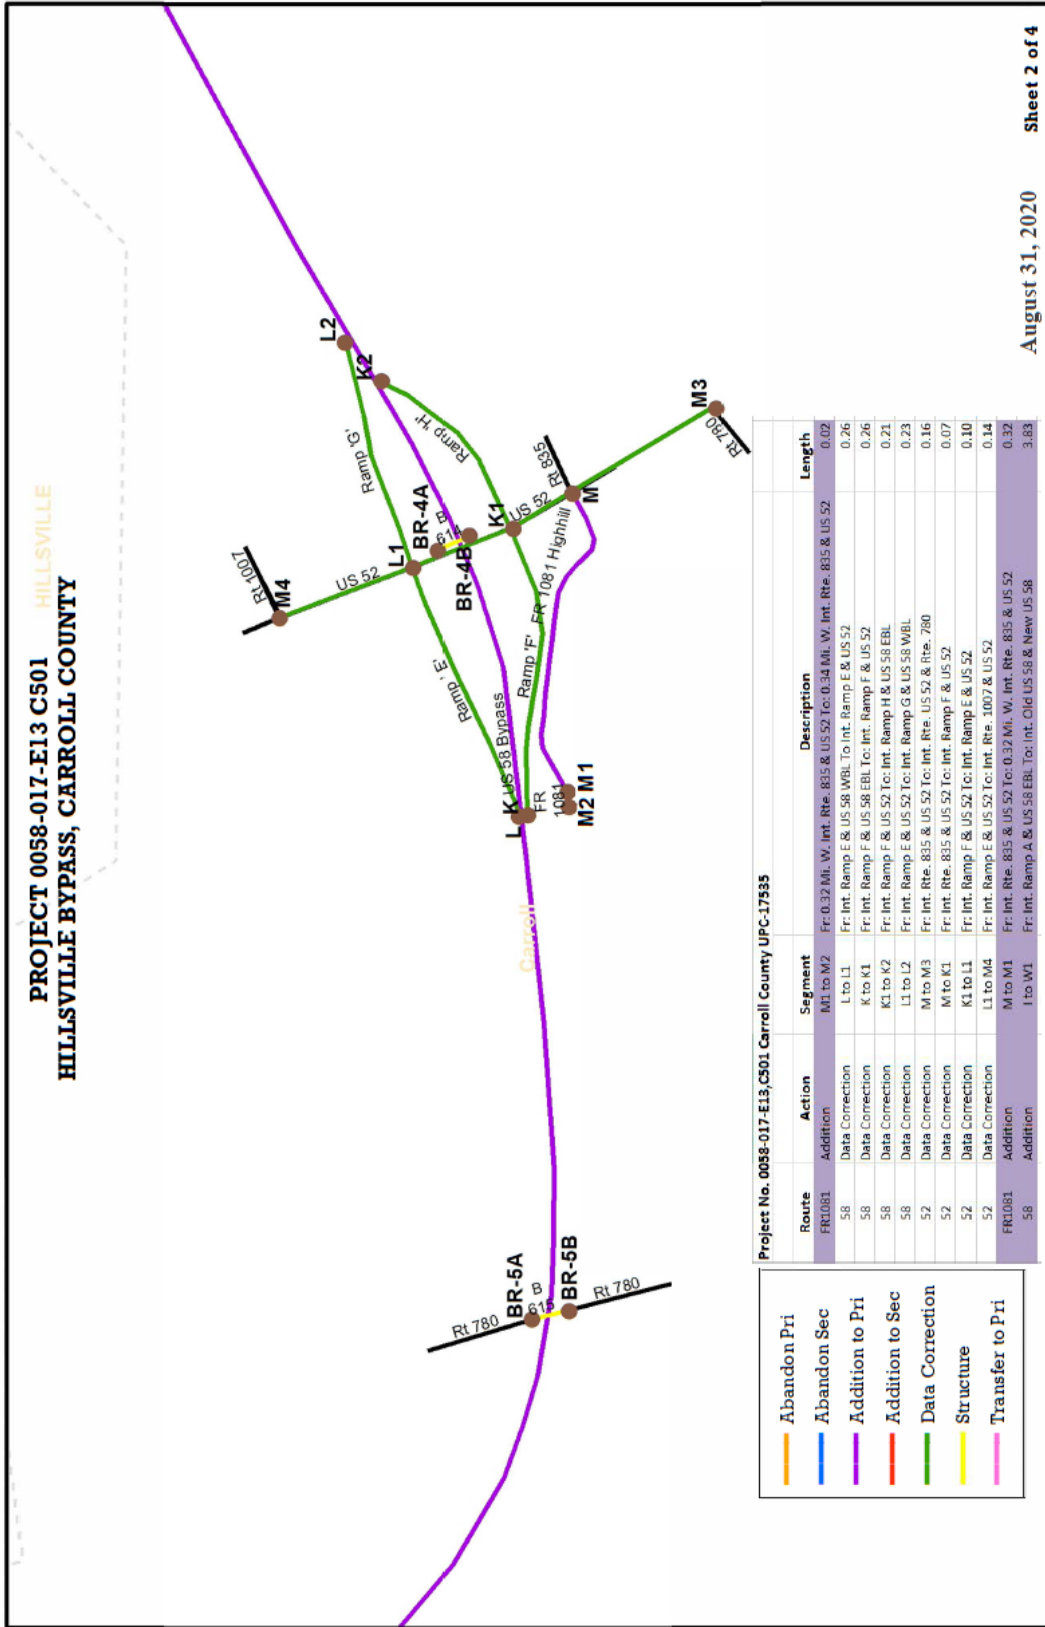 PROJECT 0058-017-E13 C501
HILLSVILLE BYPASS, CARROLL COUNTY
HILLSVILLE
Carroll
Rt 780
BR-5A
B
615
BR-5B
Rt 780
Rt 1007
M4
US 52
L1
Ramp 'G'
L2
K2
BR-4A
B
614
BR-4B
Ramp 'H'
K1
US 52
Rt 835
M
M3
Rt 780
Ramp ' E'
US 58 Bypass
L
K
Ramp 'F'
FR 1081 Highhill
FR
1081
M2 M1
Abandon Pri
Abandon Sec
Addition to Pri
Addition to Sec
Data Correction
Structure
Transfer to Pri
Project No. 0058-017-E13,C501 Carroll County UPC-17535
Route Action Segment Description Length
FR1081 Addition M1 to M2 Fr: 0.32 Mi. W. Int. Rte. 835 & US 52 To: 0.34 Mi. W. Int. Rte. 835 & US 52 0.02
58 Data Correction L to L1 Fr: Int. Ramp E & US 58 WBL To Int. Ramp E & US 52 0.26
58 Data Correction K to K1 Fr: Int. Ramp F & US 58 EBL To: Int. Ramp F & US 52 0.26
58 Data Correction K1 to K2 Fr: Int. Ramp F & US 52 To: Int. Ramp H & US 58 EBL 0.21
58 Data Correction L1 to L2 Fr: Int. Ramp E & US 52 To: Int. Ramp G & US 58 WBL 0.23
52 Data Correction M to M3 Fr: Int. Rte. 835 & US 52 To: Int. Rte. US 52 & Rte. 780 0.16
52 Data Correction M to K1 Fr: Int. Rte. 835 & US 52 To: Int. Ramp F & US 52 0.07
52 Data Correction K1 to L1 Fr: Int. Ramp F & US 52 To: Int. Ramp E & US 52 0.10
52 Data Correction L1 to M4 Fr: Int. Ramp E & US 52 To: Int. Rte. 1007 & US 52 0.14
FR1081 Addition M to M1 Fr: Int. Rte. 835 & US 52 To: 0.32 Mi. W. Int. Rte. 835 & US 52 0.32
58 Addition I to W1 Fr: Int. Ramp A & US 58 EBL To: Int. Old US 58 & New US 58 3.83
August 31, 2020
Sheet 2 of 4